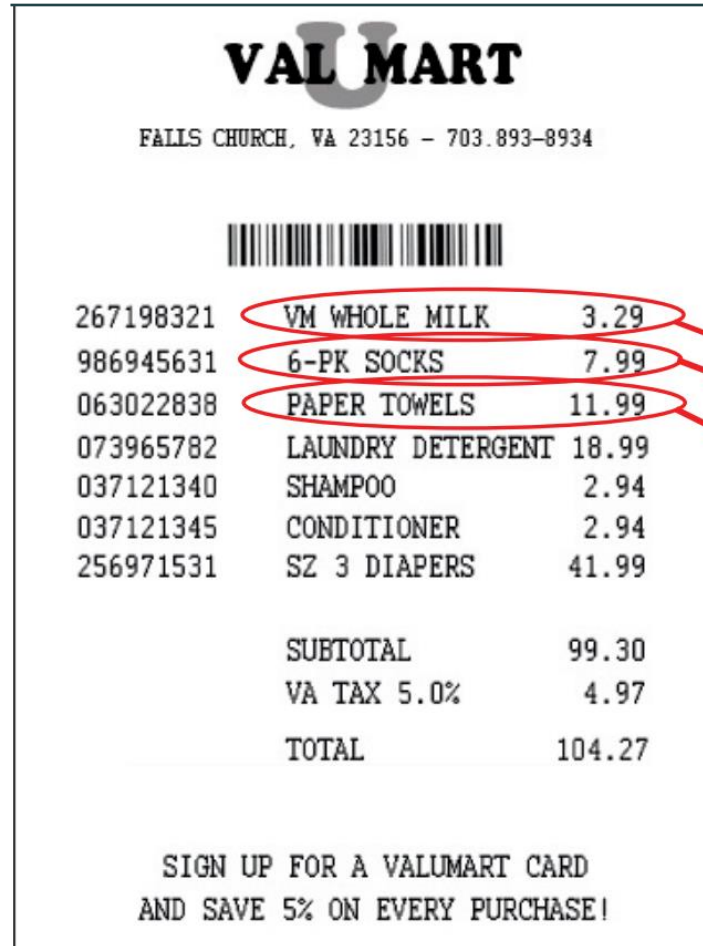 VAL U MART
FALLS CHURCH, VA 23156 - 703.893-8934
267198321 VM WHOLE MILK 3.29
986945631 6-PK SOCKS 7.99
063022838 PAPER TOWELS 11.99
073965782 LAUNDRY DETERGENT 18.99
037121340 SHAMPOO 2.94
037121345 CONDITIONER 2.94
256971531 SZ 3 DIAPERS 41.99
SUBTOTAL 99.30
VA TAX 5.0% 4.97
TOTAL 104.27
SIGN UP FOR A VALUMART CARD
AND SAVE 5% ON EVERY PURCHASE!